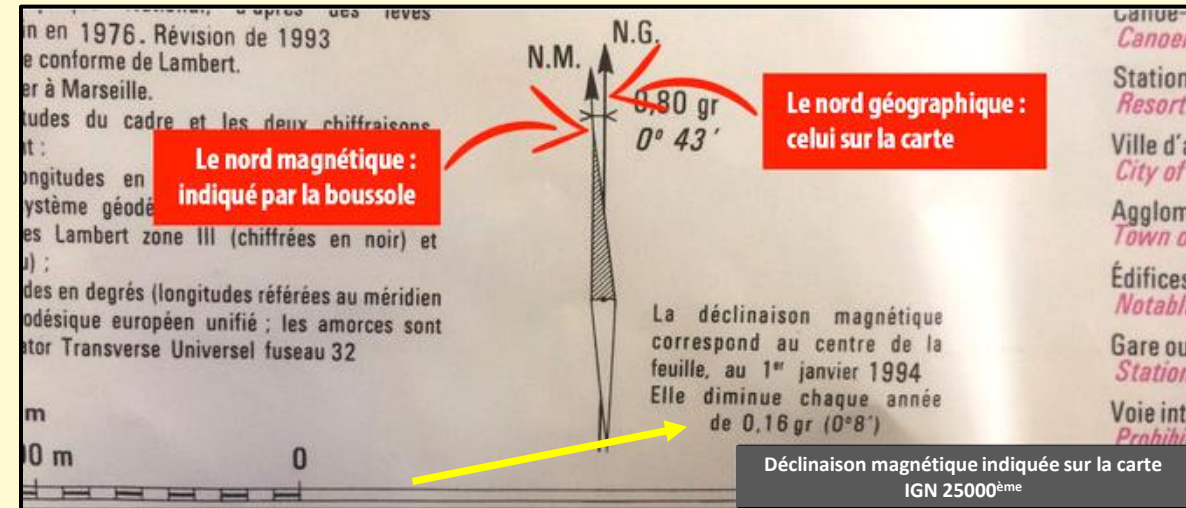 des levés
in en 1976. Révision de 1993
e conforme de Lambert.
er à Marseille.
tudes du cadre et les deux chiffraisons
t :
ongitudes en
ystème géodé
es Lambert zone III (chiffrées en noir) et
) ;
des en degrés (longitudes référées au méridien
odésique européen unifié ; les amorces sont
ator Transverse Universel fuseau 32
m
00 m
0
N.M.
N.G.
0,80 gr
0° 43´
Le nord magnétique :
indiqué par la boussole
Le nord géographique :
celui sur la carte
La déclinaison magnétique
correspond au centre de la
feuille, au 1er janvier 1994
Elle diminue chaque année
de 0,16 gr (0°8´)
Canoe
Station
Resort
Ville d'a
City of
Agglom
Town o
Édifices
Notabl
Gare ou
Station
Voie int
Prohibi
Déclinaison magnétique indiquée sur la carte
IGN 25000ème